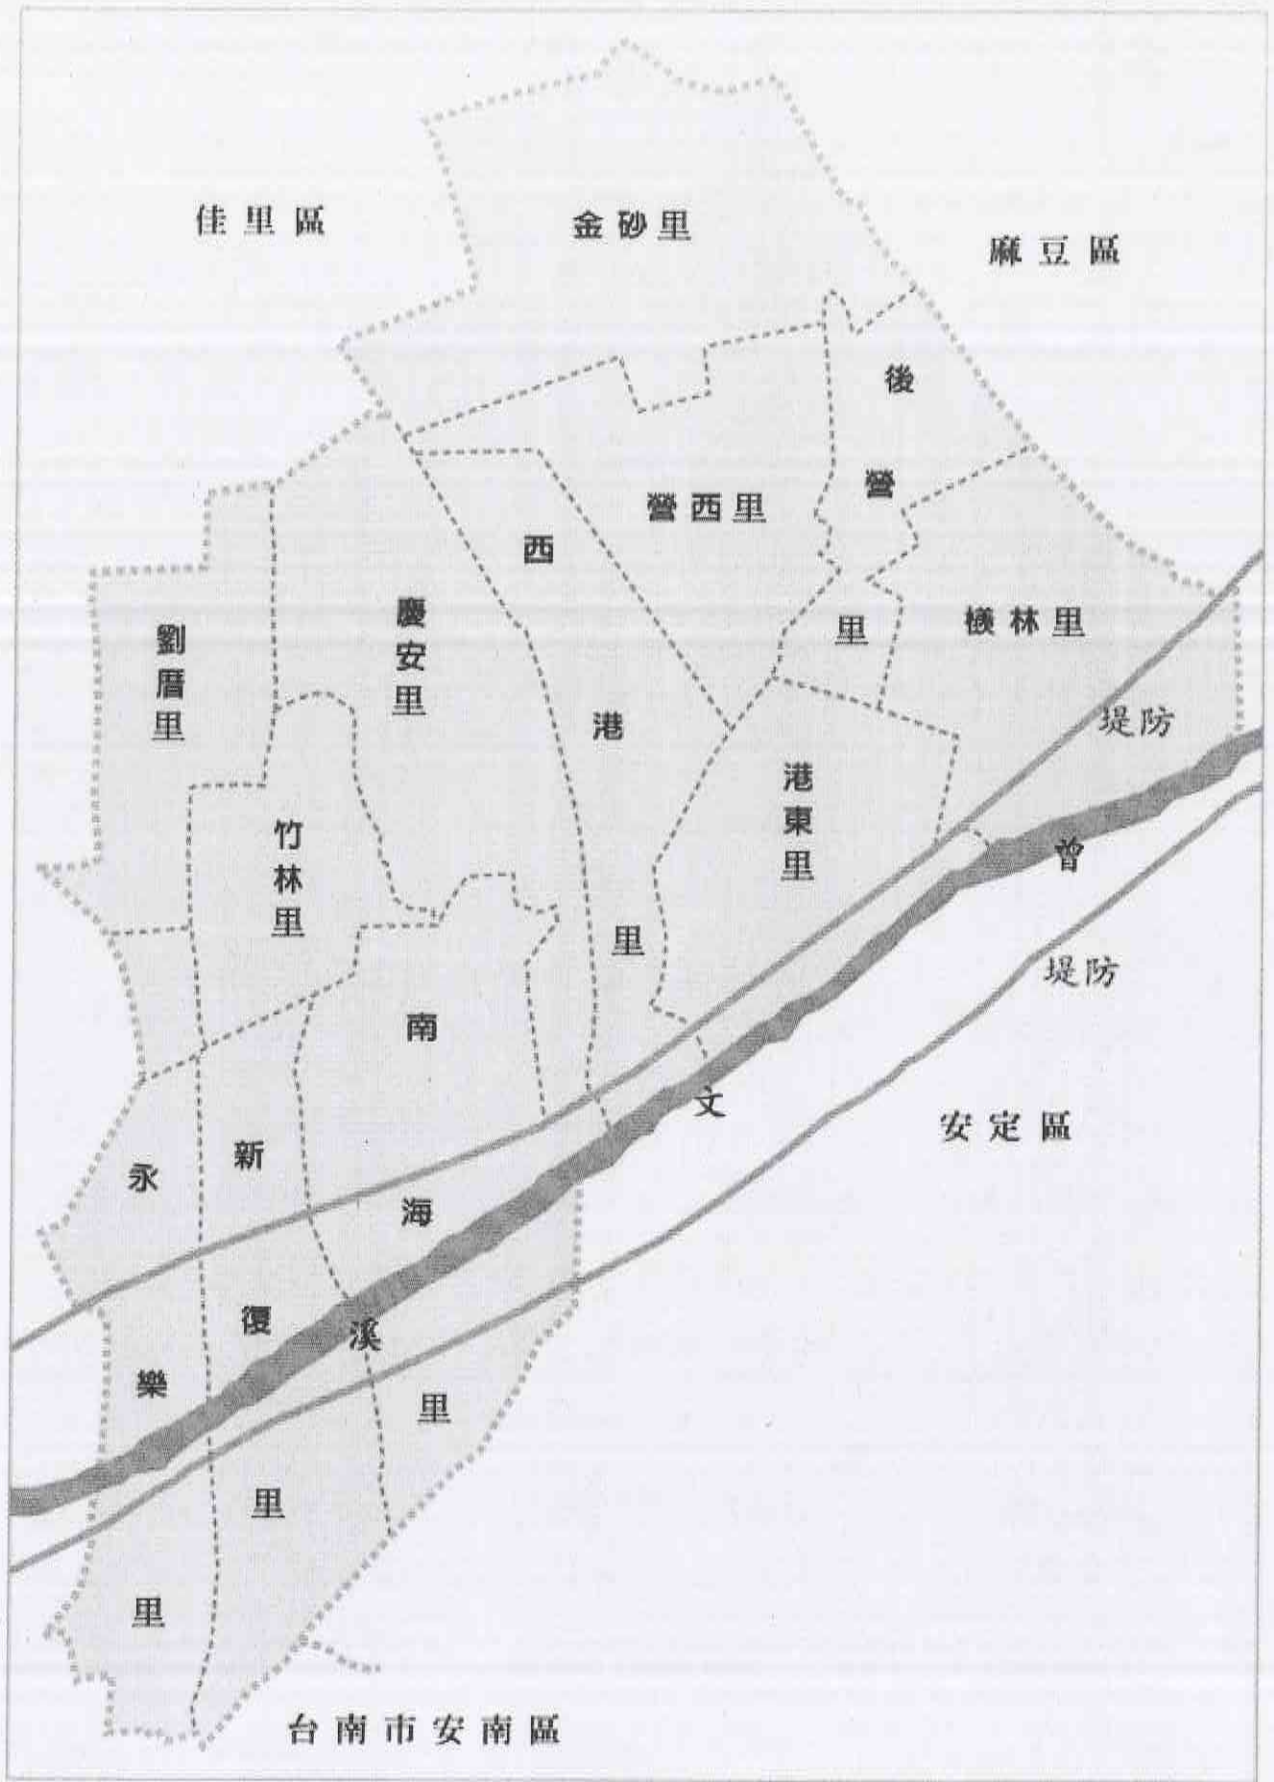 佳里區
金砂里
麻豆區
後營里
營西里
西港里
慶安里
劉厝里
檨林里
堤防
港東里
竹林里
曾文溪
堤防
南海里
安定區
新復里
永樂里
台南市安南區